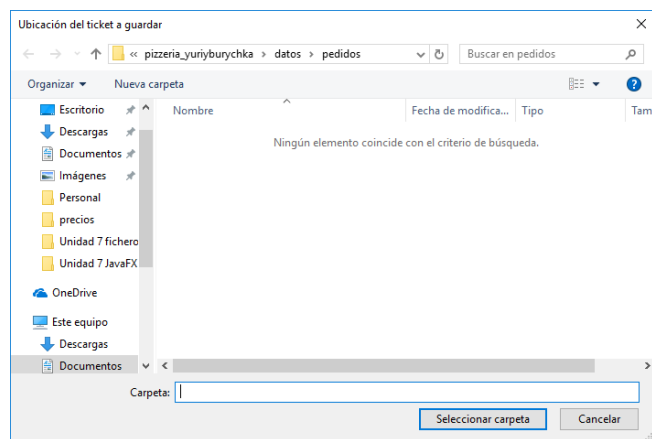 Ubicación del ticket a guardar
« pizzeria_yuriyburychka > datos > pedidos
Buscar en pedidos
Organizar
Nueva carpeta
Nombre
Fecha de modifica...
Tipo
Tam
Ningún elemento coincide con el criterio de búsqueda.
Escritorio
Descargas
Documentos
Imágenes
Personal
precios
Unidad 7 fichero
Unidad 7 JavaFX
OneDrive
Este equipo
Descargas
Documentos
Carpeta:
Seleccionar carpeta
Cancelar